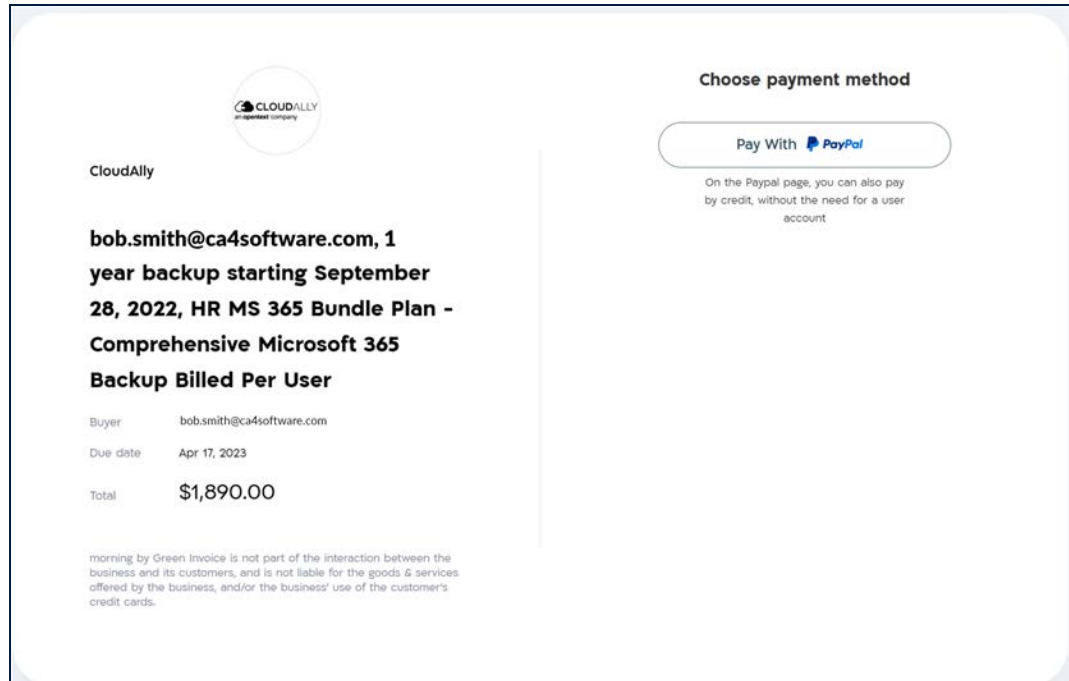 CLOUDALLY
an opentext company
CloudAlly
bob.smith@ca4software.com, 1
year backup starting September
28, 2022, HR MS 365 Bundle Plan -
Comprehensive Microsoft 365
Backup Billed Per User
Buyer bob.smith@ca4software.com
Due date Apr 17, 2023
Total $1,890.00
morning by Green Invoice is not part of the interaction between the
business and its customers, and is not liable for the goods & services
offered by the business, and/or the business' use of the customer's
credit cards.
Choose payment method
Pay With PayPal
On the Paypal page, you can also pay
by credit, without the need for a user
account